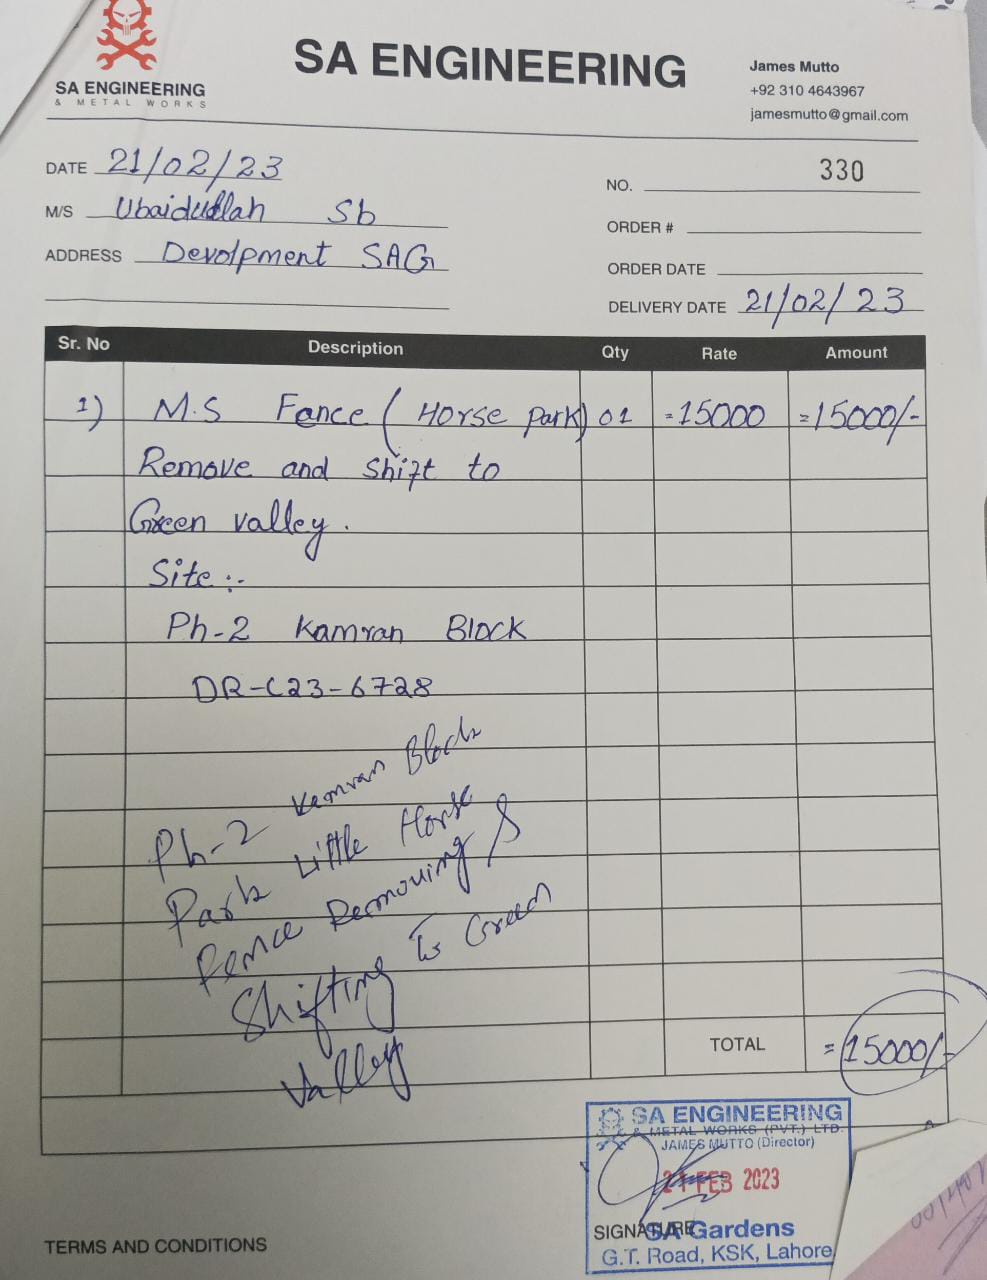 SA ENGINEERING
& METAL WORKS
SA ENGINEERING
James Mutto
+92 310 4643967
jamesmutto@gmail.com
DATE 21/02/23
NO. 330
M/S Ubaidullah Sb
ORDER #
ADDRESS Devolpment SAG
ORDER DATE
DELIVERY DATE 21/02/23
Sr. No Description Qty Rate Amount
1) M.S Fance (Horse Park) 01 =15000 =15000/-
Remove and shift to
Green valley.
Site :-
Ph-2 Kamran Block
DR-C23-6728
Ph-2 Kamran Block
Park Little Horse
Fence Removing &
Shifting To Green
Valley
TOTAL =15000/-
SA ENGINEERING
& METAL WORKS (PVT.) LTD.
JAMES MUTTO (Director)
21 FEB 2023
SIGNATURE
SA Gardens
G.T. Road, KSK, Lahore
TERMS AND CONDITIONS